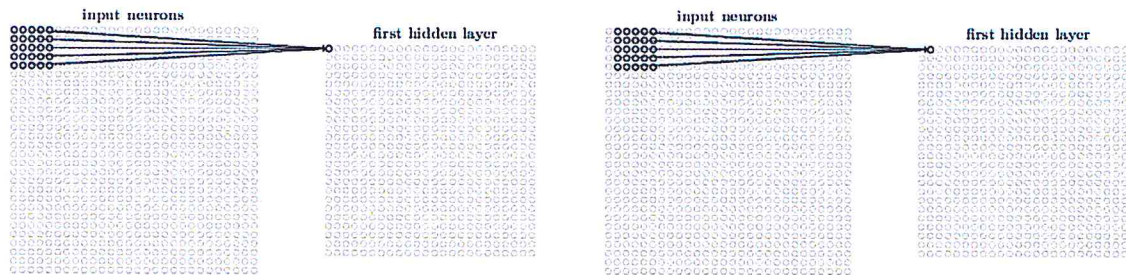 input neurons
first hidden layer
input neurons
first hidden layer